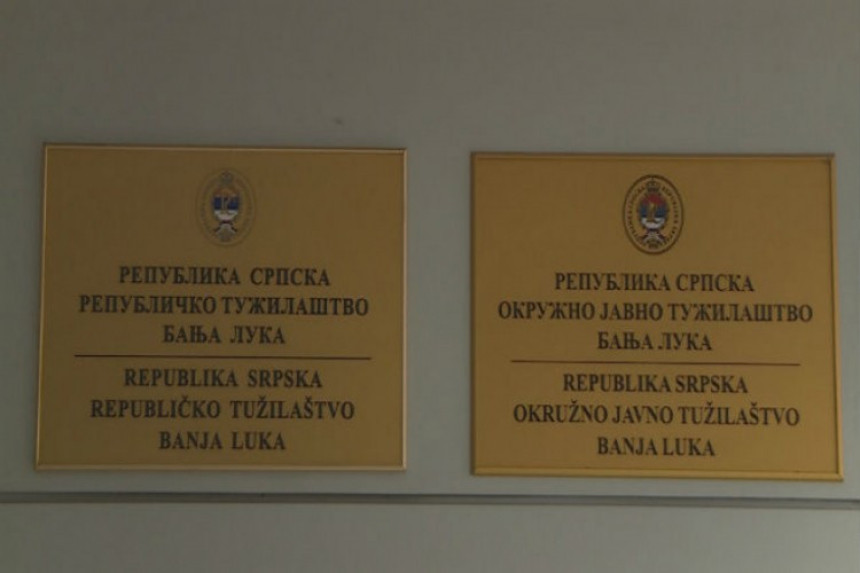 РЕПУБЛИКА СРПСКА
РЕПУБЛИЧКО ТУЖИЛАШТВО
БАЊА ЛУКА
REPUBLIKA SRPSKA
REPUBLIČKO TUŽILAŠTVO
BANJA LUKA
РЕПУБЛИКА СРПСКА
ОКРУЖНО ЈАВНО ТУЖИЛАШТВО
БАЊА ЛУКА
REPUBLIKA SRPSKA
OKRUŽNO JAVNO TUŽILAŠTVO
BANJA LUKA